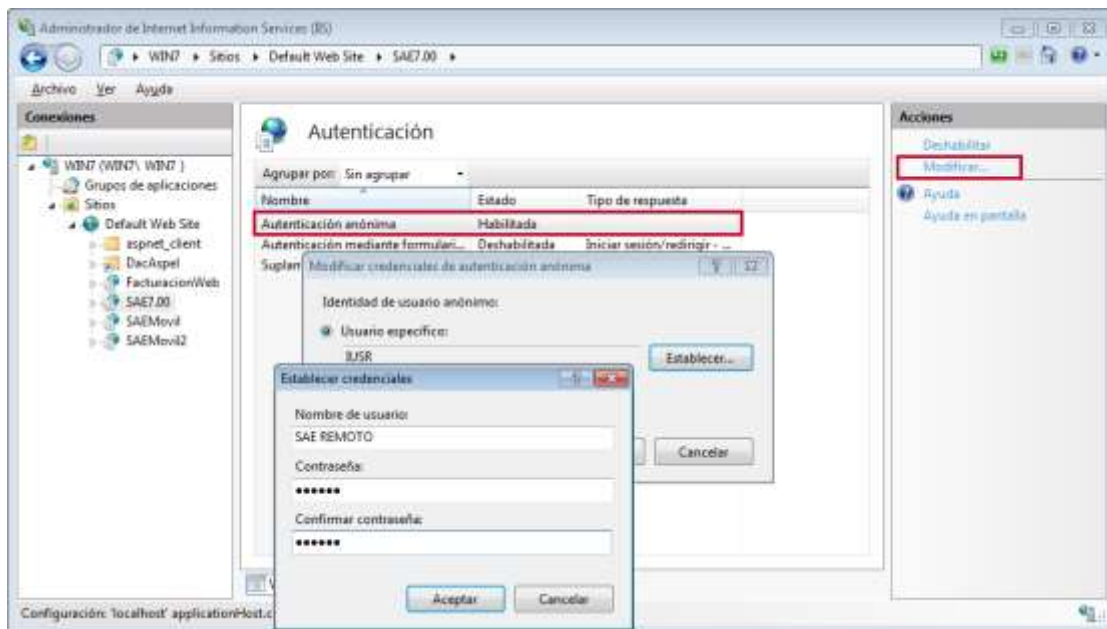 Administrador de Internet Information Services (IIS)
WIN7 Sitios Default Web Site SAE7.00
Archivo Ver Ayuda
Conexiones
WIN7 (WIN7\ WIN7 )
Grupos de aplicaciones
Sitios
Default Web Site
aspnet_client
DacAspel
FacturacionWeb
SAE7.00
SAEMovil
SAEMovil2
Autenticación
Agrupar por: Sin agrupar
Nombre Estado Tipo de respuesta
Autenticación anónima Habilitada
Autenticación mediante formulari... Deshabilitada Iniciar sesión/redirigir - ...
Suplan
Modificar credenciales de autenticación anónima
Identidad de usuario anónimo:
Usuario específico:
IUSR
Establecer...
Cancelar
Establecer credenciales
Nombre de usuario:
SAE REMOTO
Contraseña:
••••••
Confirmar contraseña:
••••••
Aceptar Cancelar
Acciones
Deshabilitar
Modificar...
Ayuda
Ayuda en pantalla
Configuración: 'localhost' applicationHost.c